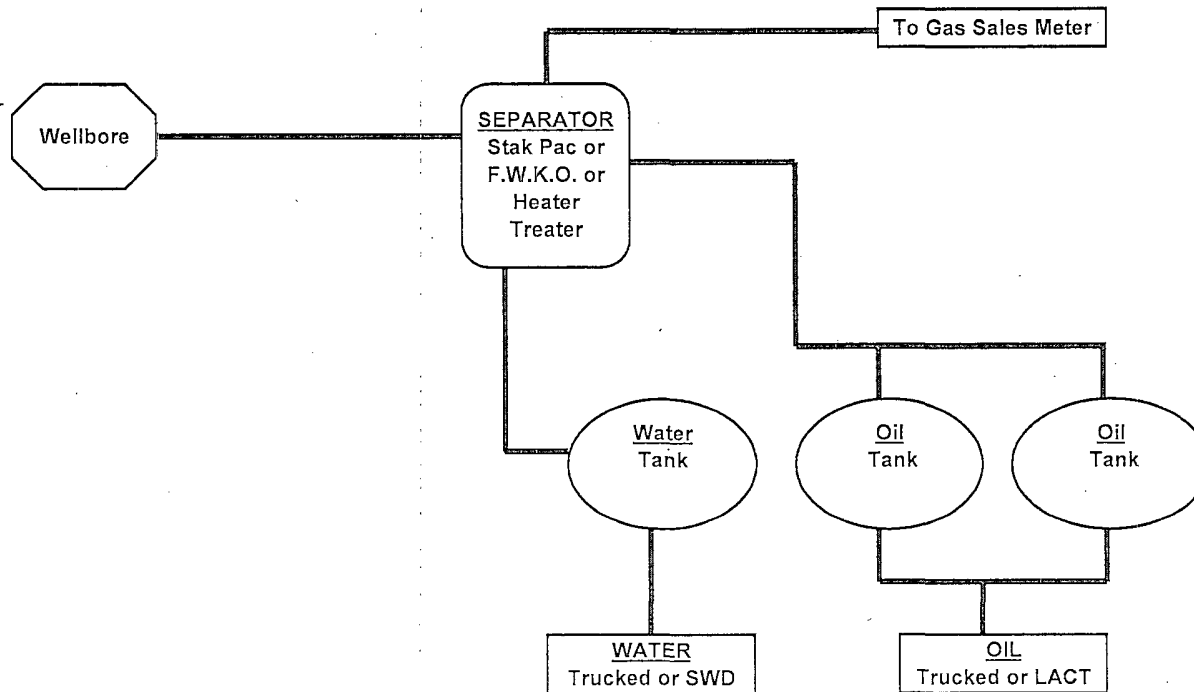 To Gas Sales Meter
Wellbore
SEPARATOR
Stak Pac or
F.W.K.O. or
Heater
Treater
Water
Tank
Oil
Tank
Oil
Tank
WATER
Trucked or SWD
OIL
Trucked or LACT